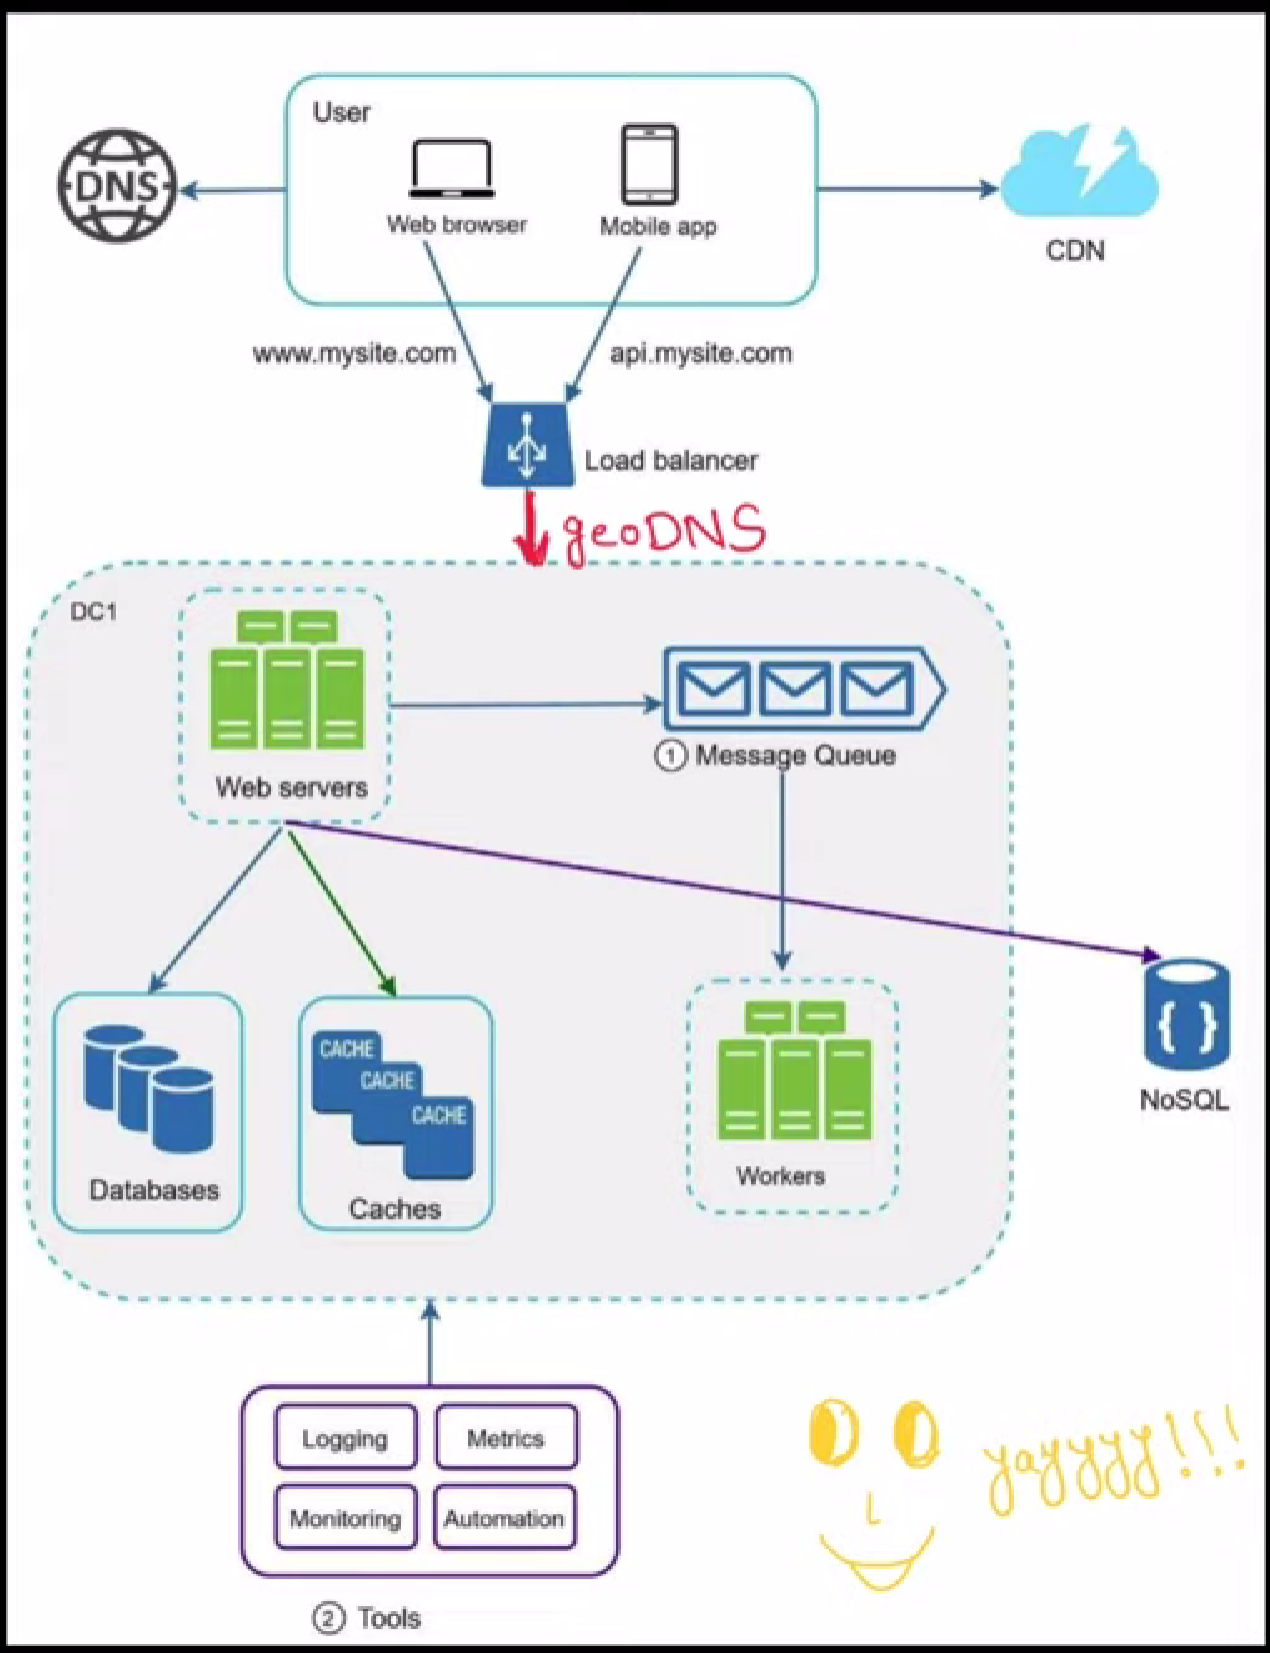 User
DNS
Web browser
Mobile app
CDN
www.mysite.com
api.mysite.com
Load balancer
geoDNS
DC1
Web servers
1 Message Queue
CACHE
CACHE
CACHE
Databases
Caches
Workers
NoSQL
Logging
Metrics
Monitoring
Automation
yayyyy!!!
2 Tools